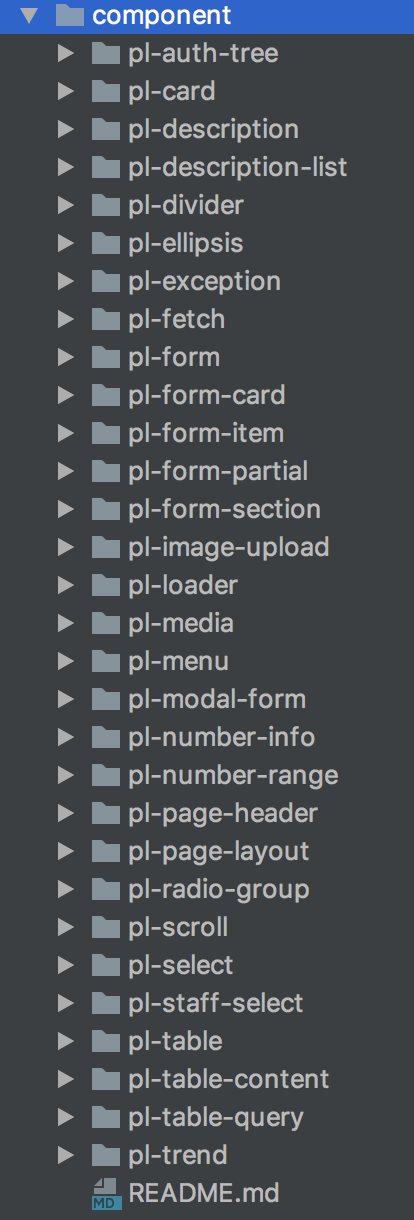 component
pl-auth-tree
pl-card
pl-description
pl-description-list
pl-divider
pl-ellipsis
pl-exception
pl-fetch
pl-form
pl-form-card
pl-form-item
pl-form-partial
pl-form-section
pl-image-upload
pl-loader
pl-media
pl-menu
pl-modal-form
pl-number-info
pl-number-range
pl-page-header
pl-page-layout
pl-radio-group
pl-scroll
pl-select
pl-staff-select
pl-table
pl-table-content
pl-table-query
pl-trend
MD README.md